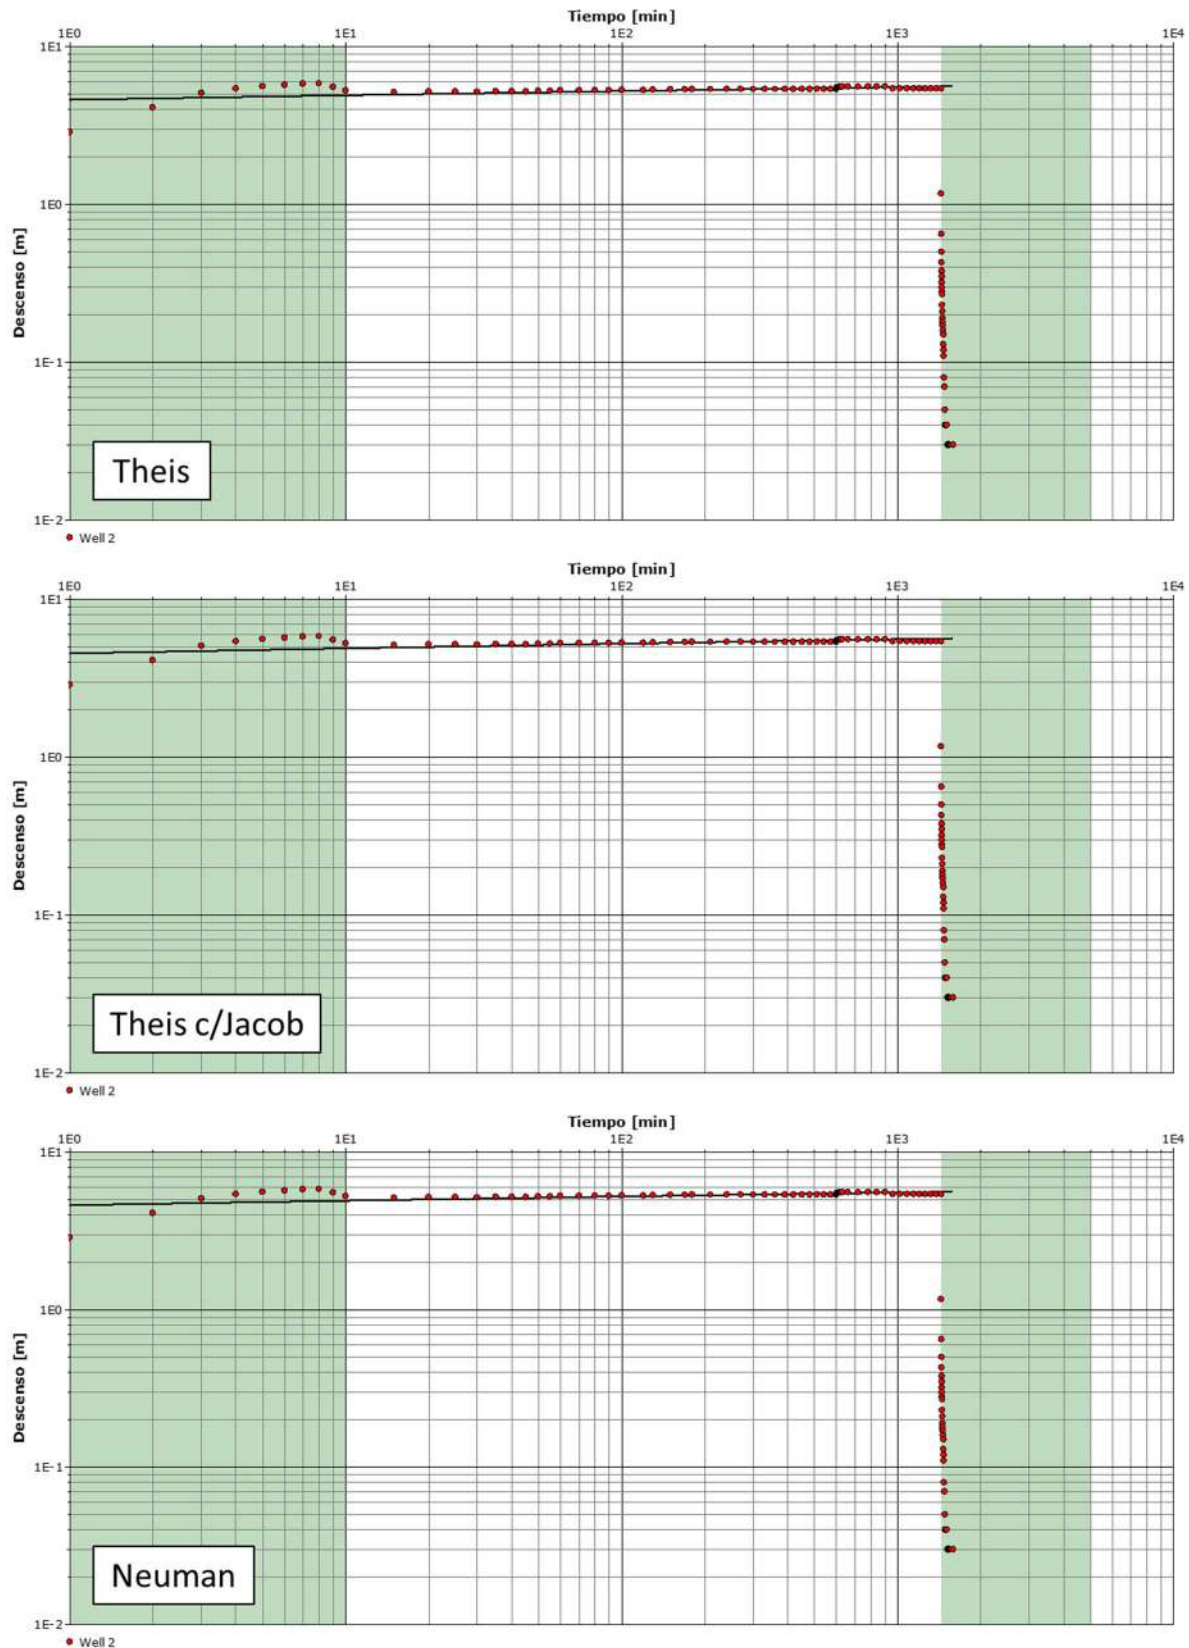 Tiempo [min]
1E0 1E1 1E2 1E3 1E4
1E1
1E0
Descenso [m]
1E-1
Theis
1E-2
Well 2
Tiempo [min]
1E0 1E1 1E2 1E3 1E4
1E1
1E0
Descenso [m]
1E-1
Theis c/Jacob
1E-2
Well 2
Tiempo [min]
1E0 1E1 1E2 1E3 1E4
1E1
1E0
Descenso [m]
1E-1
Neuman
1E-2
Well 2